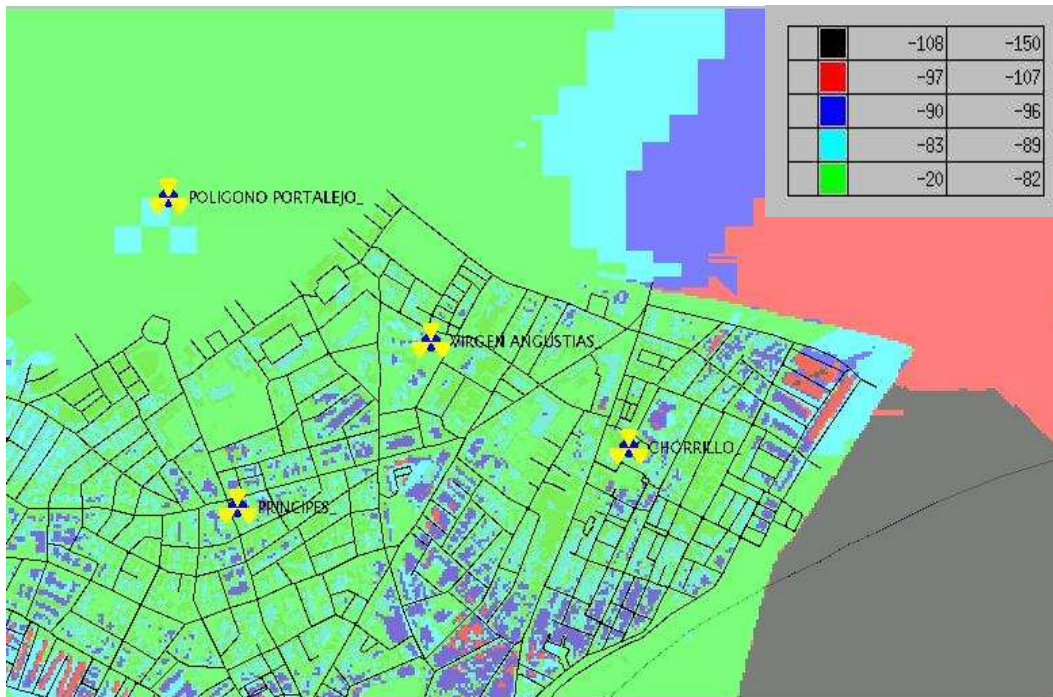 -108 -150
-97 -107
-90 -96
-83 -89
-20 -82
POLIGONO PORTALEJO_
VIRGEN ANGUSTIAS_
CHORRILLO_
PRINCIPES_